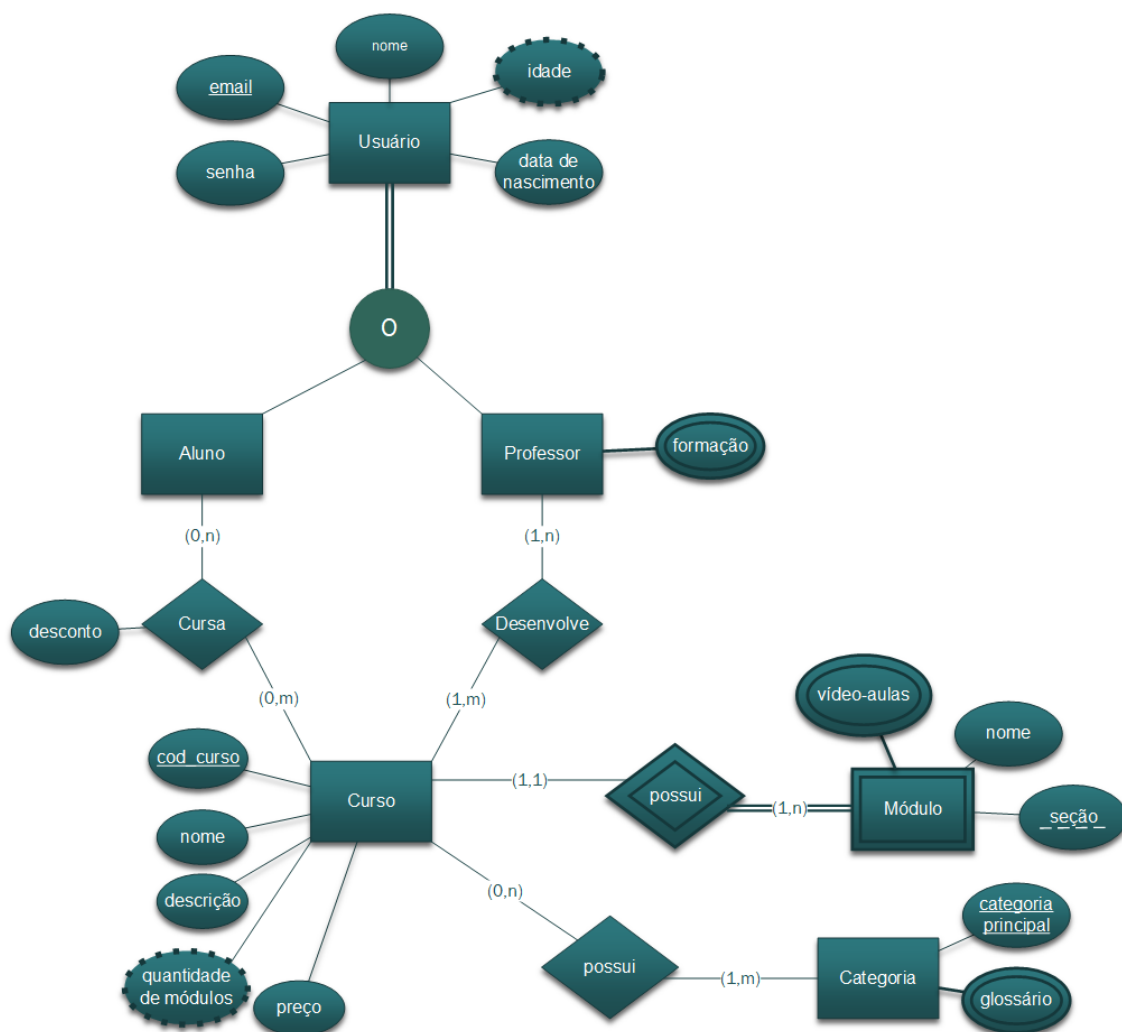 nome
email
idade
Usuário
senha
data de
nascimento
O
Aluno
Professor
formação
(0,n)
(1,n)
desconto
Cursa
Desenvolve
(0,m)
(1,m)
vídeo-aulas
nome
cod_curso
Curso
(1,1)
possui
(1,n)
Módulo
seção
nome
descrição
(0,n)
quantidade
de módulos
preço
possui
(1,m)
Categoria
categoria
principal
glossário